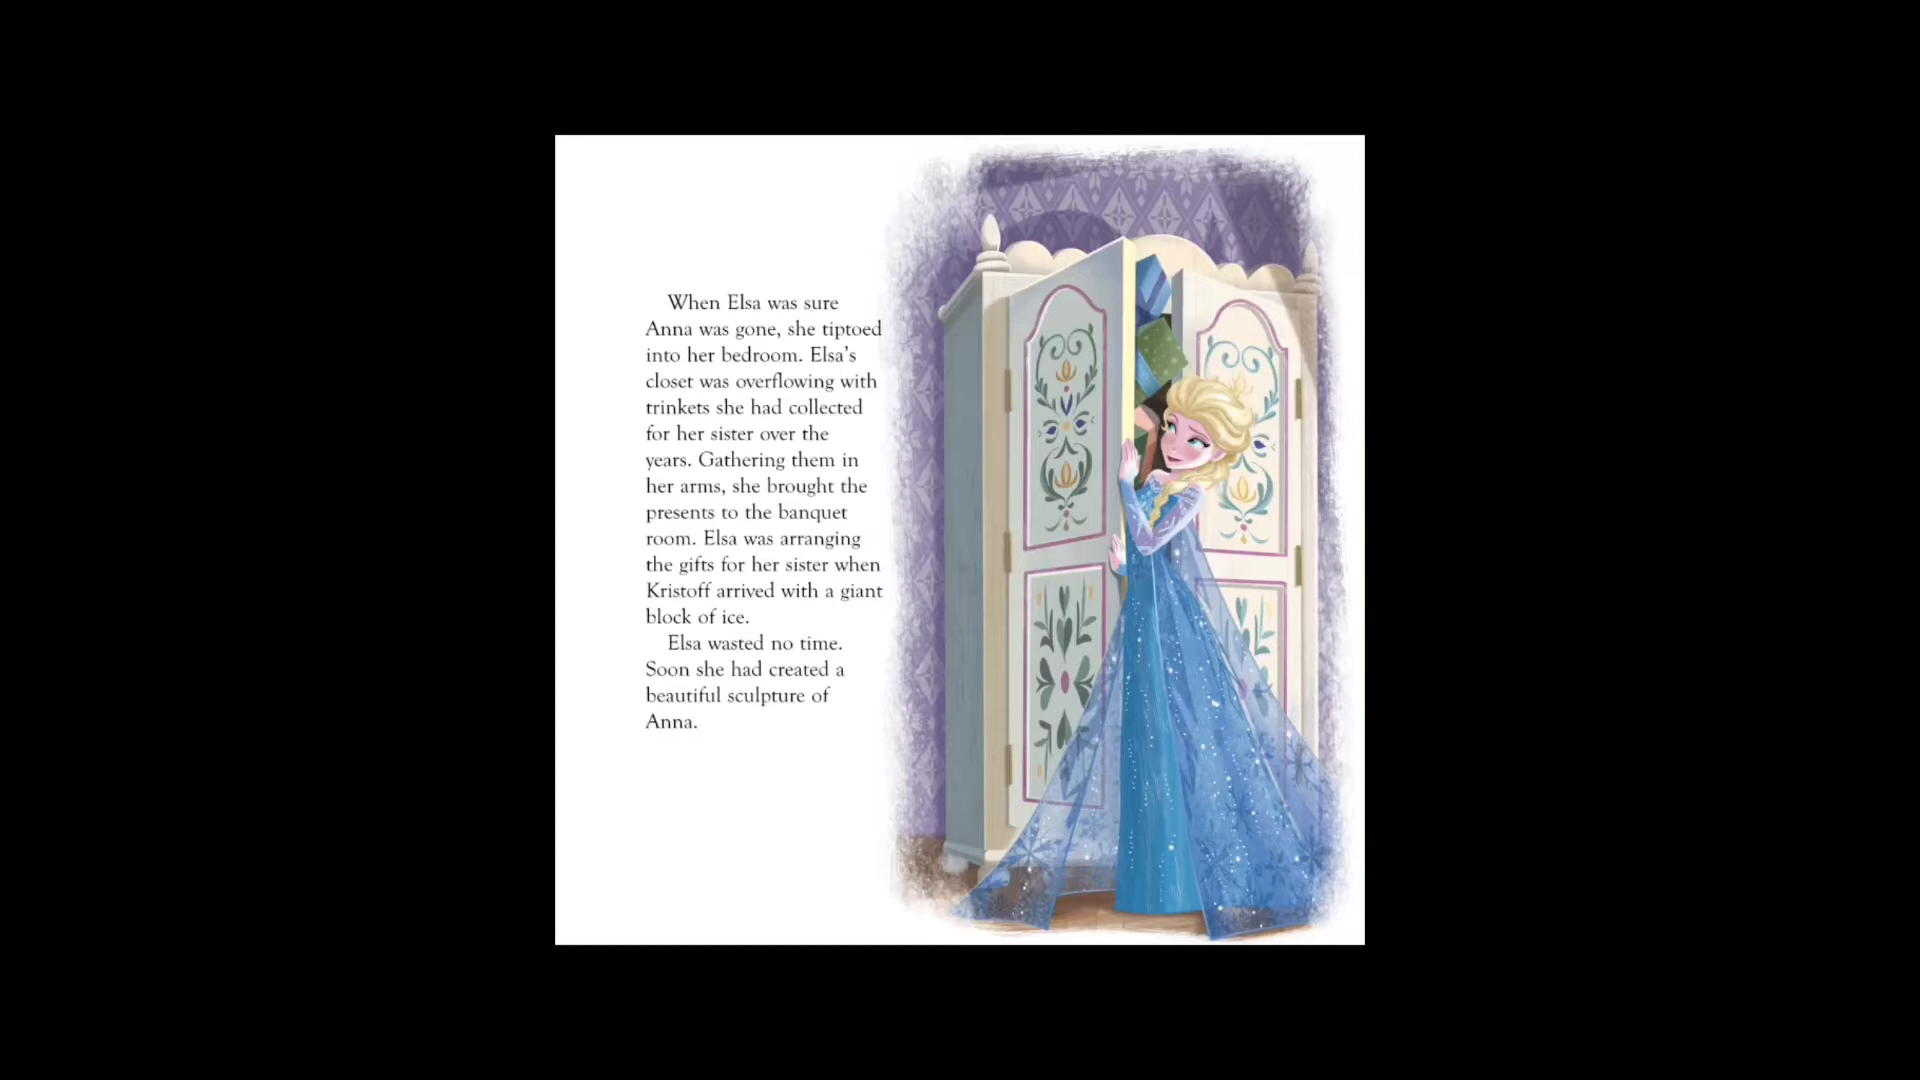 When Elsa was sure
Anna was gone, she tiptoed
into her bedroom. Elsa's
closet was overflowing with
trinkets she had collected
for her sister over the
years. Gathering them in
her arms, she brought the
presents to the banquet
room. Elsa was arranging
the gifts for her sister when
Kristoff arrived with a giant
block of ice.
Elsa wasted no time.
Soon she had created a
beautiful sculpture of
Anna.